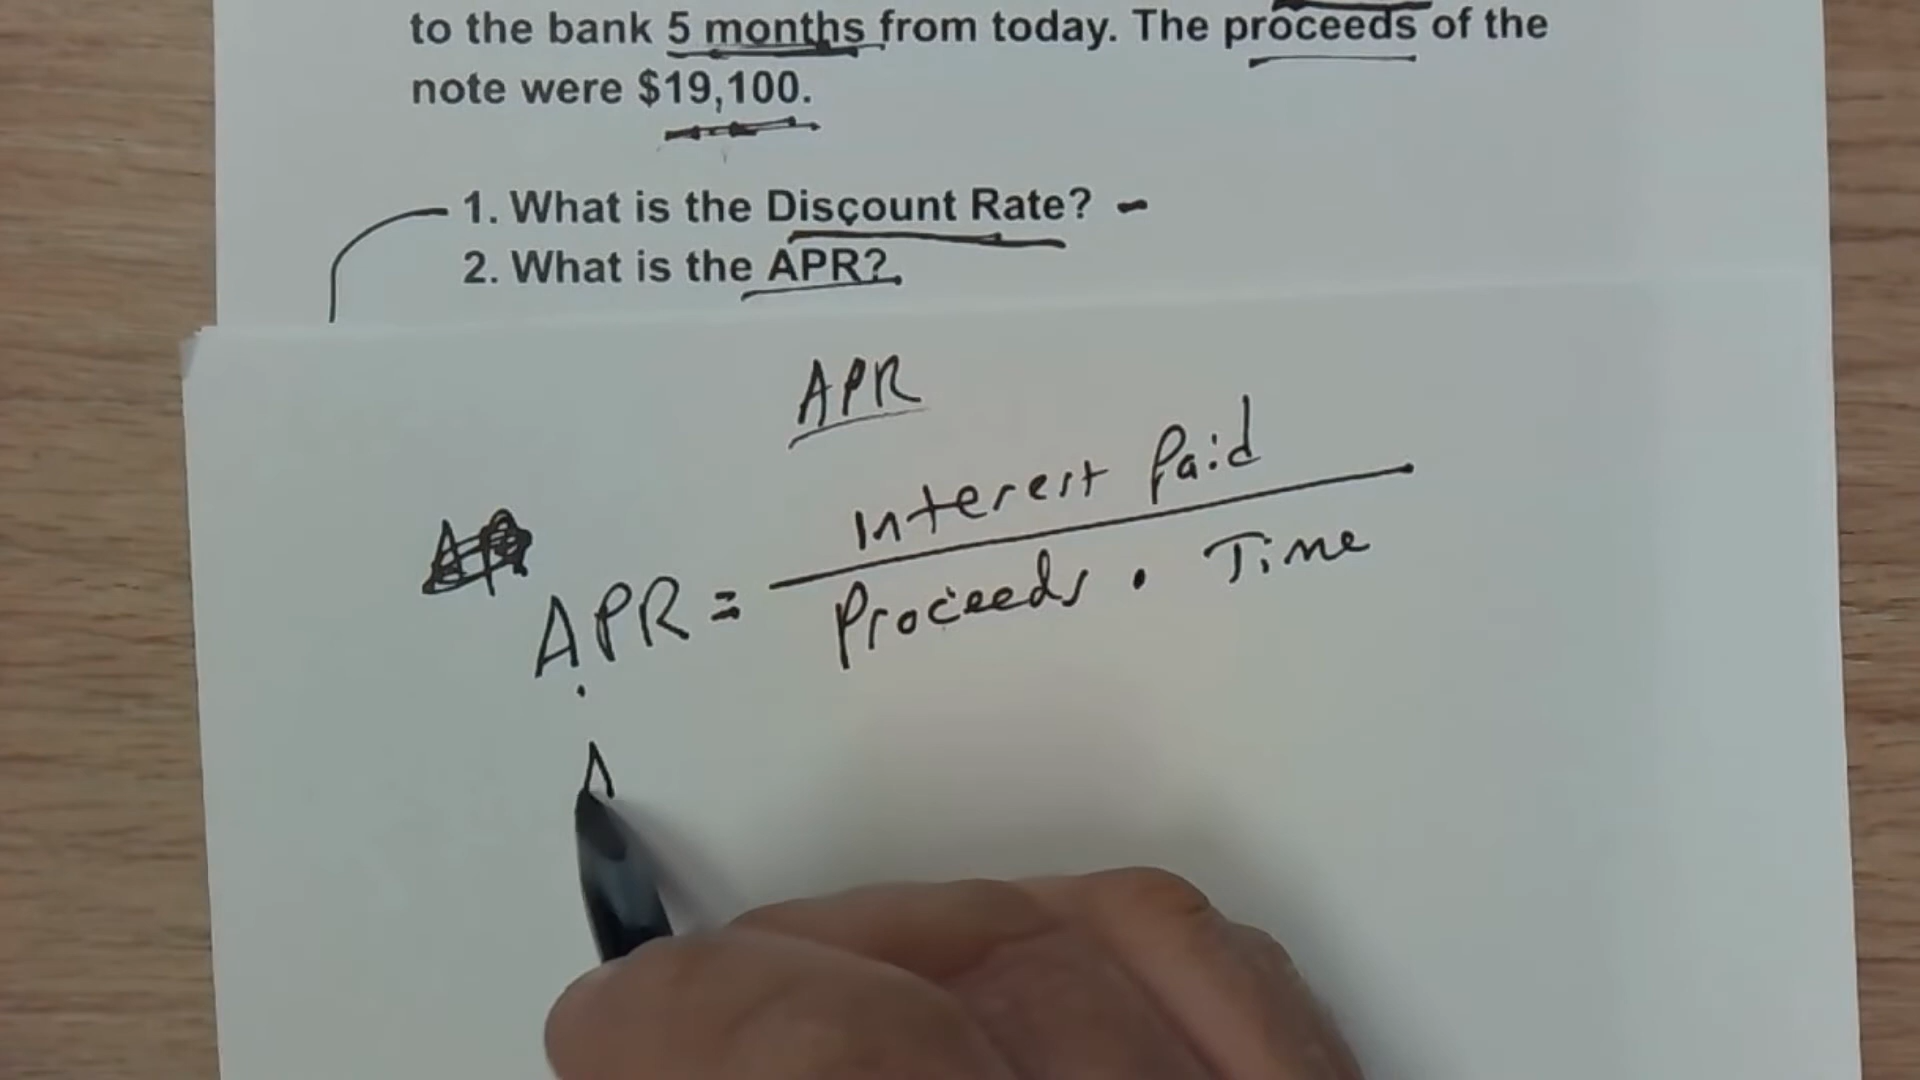 to the bank 5 months from today. The proceeds of the
note were $19,100.
1. What is the Discount Rate?
2. What is the APR?
APR
Interest Paid
APR = Proceeds . Time
A